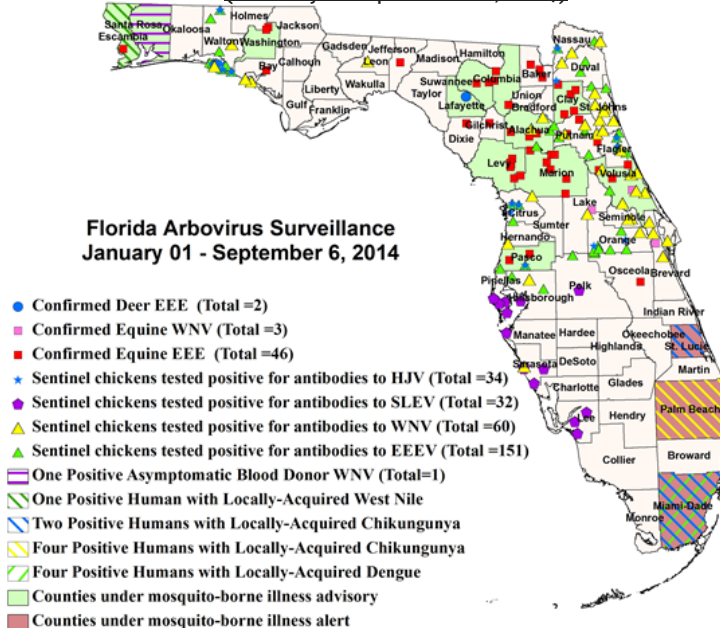 Holmes
Jackson
Santa Rosa
Okaloosa
Escambia
Walton
Washington
Bay
Calhoun
Gadsden
Jefferson
Leon
Madison
Hamilton
Liberty
Wakulla
Taylor
Gulf
Franklin
Suwannee
Columbia
Baker
Nassau
Duval
Lafayette
Union
Bradford
Clay
St. Johns
Dixie
Gilchrist
Alachua
Putnam
Flagler
Levy
Marion
Volusia
Citrus
Lake
Sumter
Seminole
Hernando
Orange
Pasco
Osceola
Brevard
Pinellas
Hillsborough
Polk
Indian River
Manatee
Hardee
Okeechobee
Highlands
St. Lucie
Sarasota
DeSoto
Martin
Charlotte
Glades
Lee
Hendry
Palm Beach
Collier
Broward
Monroe
Miami-Dade
Florida Arbovirus Surveillance
January 01 - September 6, 2014
Confirmed Deer EEE (Total =2)
Confirmed Equine WNV (Total =3)
Confirmed Equine EEE (Total =46)
Sentinel chickens tested positive for antibodies to HJV (Total =34)
Sentinel chickens tested positive for antibodies to SLEV (Total =32)
Sentinel chickens tested positive for antibodies to WNV (Total =60)
Sentinel chickens tested positive for antibodies to EEEV (Total =151)
One Positive Asymptomatic Blood Donor WNV (Total=1)
One Positive Human with Locally-Acquired West Nile
Two Positive Humans with Locally-Acquired Chikungunya
Four Positive Humans with Locally-Acquired Chikungunya
Four Positive Humans with Locally-Acquired Dengue
Counties under mosquito-borne illness advisory
Counties under mosquito-borne illness alert